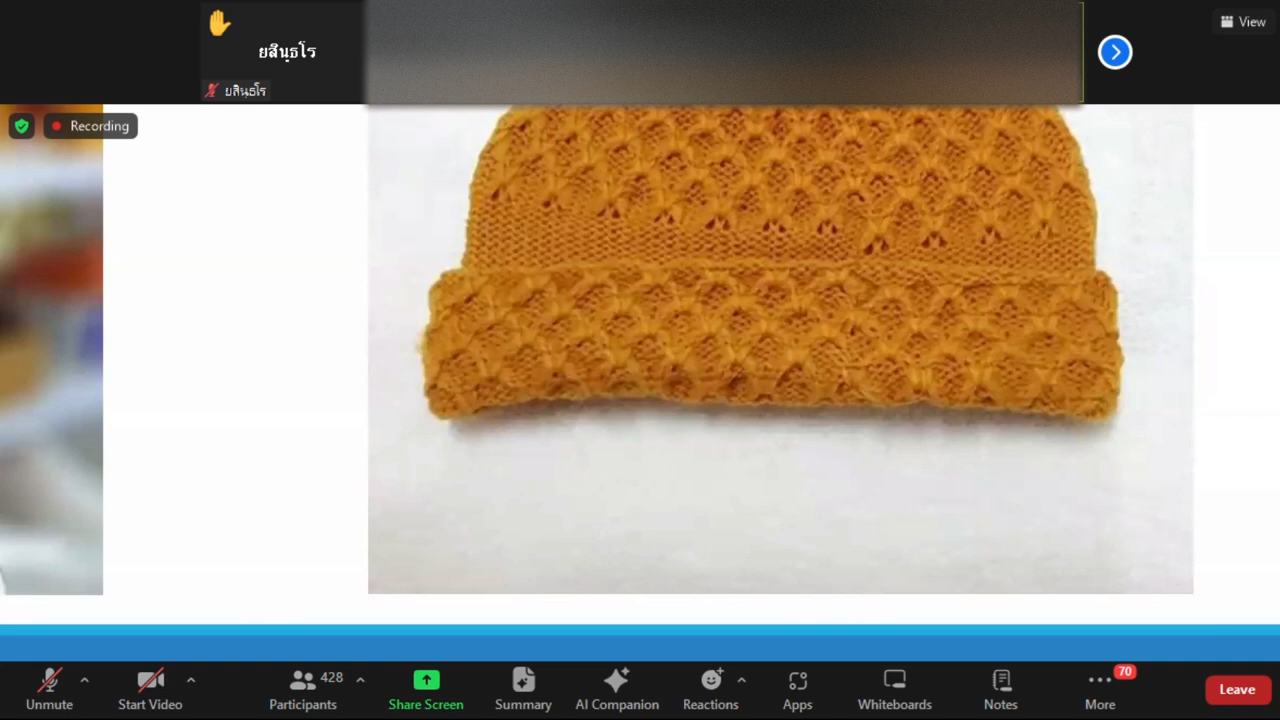 View
ยสินฺธโร
ยสินฺธโร
Recording
428
70
Unmute
Start Video
Participants
Share Screen
Summary
AI Companion
Reactions
Apps
Whiteboards
Notes
More
Leave